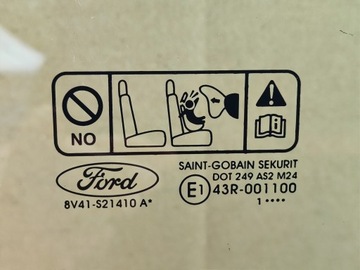 NO
Ford
8V41-S21410 A*
SAINT-GOBAIN SEKURIT
DOT 249 AS2 M24
E1 43R-001100
1 ****